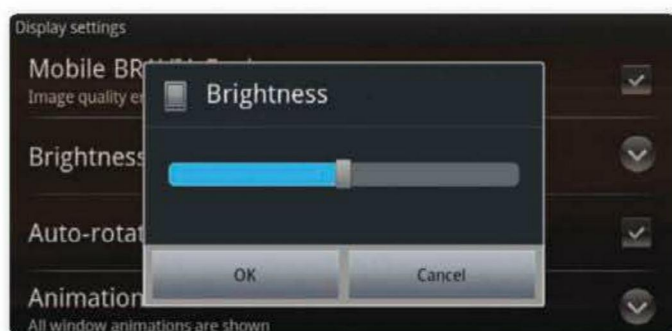 Display settings
Mobile BR
Image quality e
Brightness
Brightness
Auto-rotat
OK
Cancel
Animation
All window animations are shown